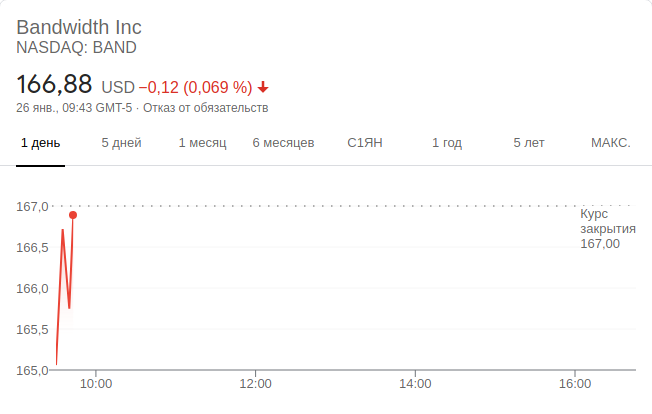 Bandwidth Inc
NASDAQ: BAND
166,88 USD −0,12 (0,069 %)
26 янв., 09:43 GMT-5 · Отказ от обязательств
1 день 5 дней 1 месяц 6 месяцев С1ЯН 1 год 5 лет МАКС.
167,0
Курс
закрытия
167,00
166,5
166,0
165,5
165,0
10:00 12:00 14:00 16:00